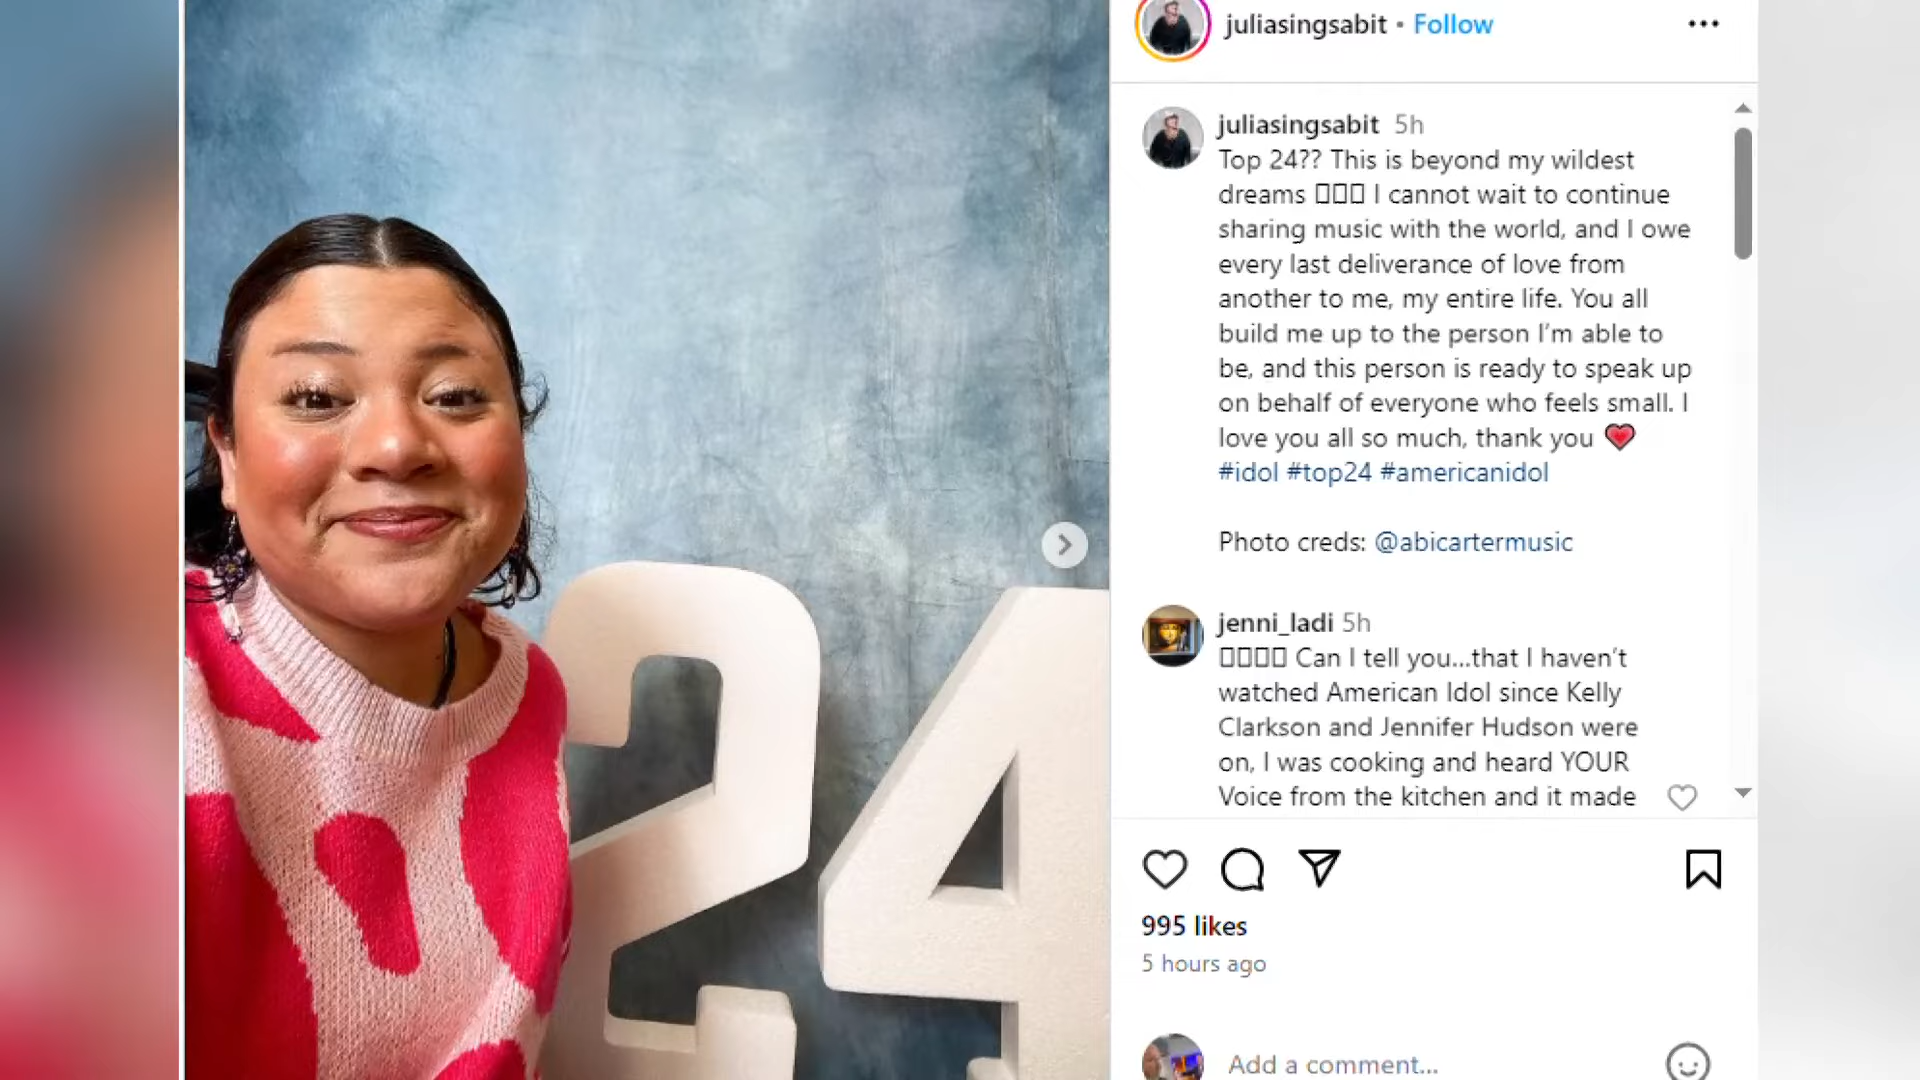 juliasingsabit • Follow
juliasingsabit 5h
Top 24?? This is beyond my wildest
dreams I cannot wait to continue
sharing music with the world, and I owe
every last deliverance of love from
another to me, my entire life. You all
build me up to the person I’m able to
be, and this person is ready to speak up
on behalf of everyone who feels small. I
love you all so much, thank you ❤️
#idol #top24 #americanidol
Photo creds: @abicartermusic
jenni_ladi 5h
Can I tell you...that I haven’t
watched American Idol since Kelly
Clarkson and Jennifer Hudson were
on, I was cooking and heard YOUR
Voice from the kitchen and it made
995 likes
5 hours ago
Add a comment...
24